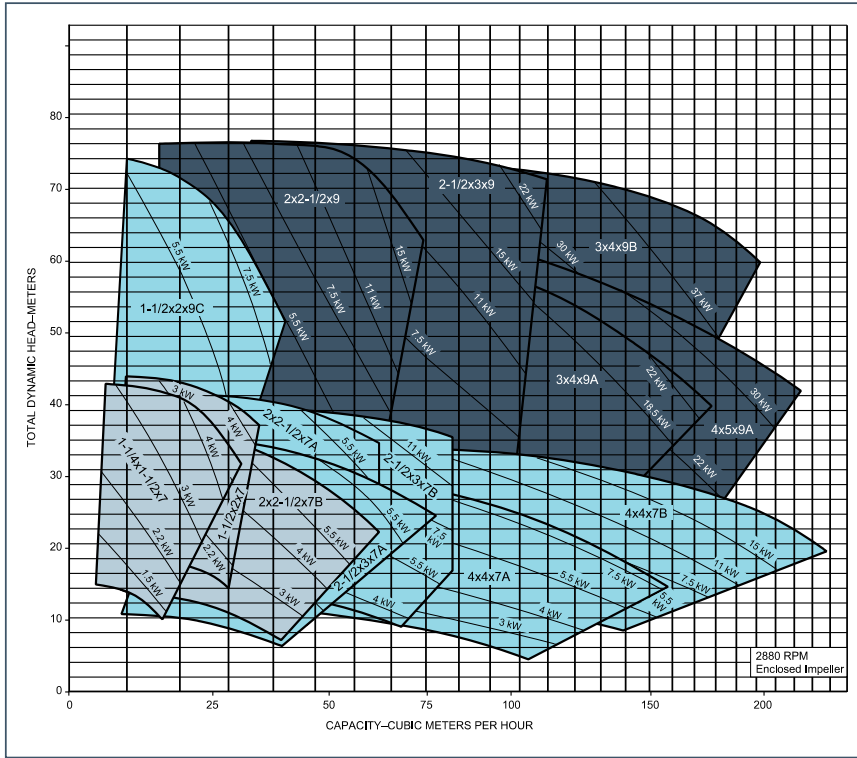 80
70
60
50
40
30
20
10
0
TOTAL DYNAMIC HEAD–METERS
0
25
50
75
100
150
200
CAPACITY–CUBIC METERS PER HOUR
2x2-1/2x9
2-1/2x3x9
22 kW
3x4x9B
5.5 kW
7.5 kW
15 kW
15 kW
30 kW
11 kW
11 kW
37 kW
1-1/2x2x9C
5.5 kW
7.5 kW
7.5 kW
3x4x9A
22 kW
18.5 kW
30 kW
4x5x9A
22 kW
3 kW
4 kW
4 kW
2x2-1/2x7A
5.5 kW
11 kW
2-1/2x3x7B
1-1/4x1-1/2x7
3 kW
1-1/2x2x7
2x2-1/2x7B
5.5 kW
5.5 kW
7.5 kW
4x4x7B
2.2 kW
2.2 kW
4 kW
15 kW
11 kW
7.5 kW
1.5 kW
3 kW
2-1/2x3x7A
5.5 kW
4x4x7A
5.5 kW
7.5 kW
5.5 kW
4 kW
4 kW
3 kW
2880 RPM
Enclosed Impeller